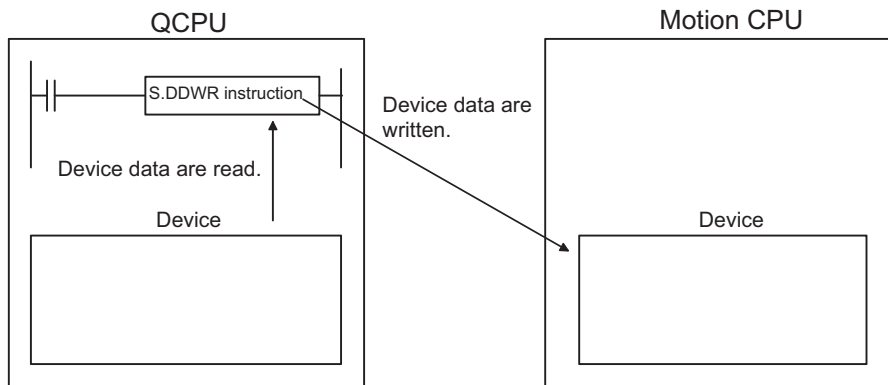 QCPU
Motion CPU
S.DDWR instruction
Device data are
written.
Device data are read.
Device
Device